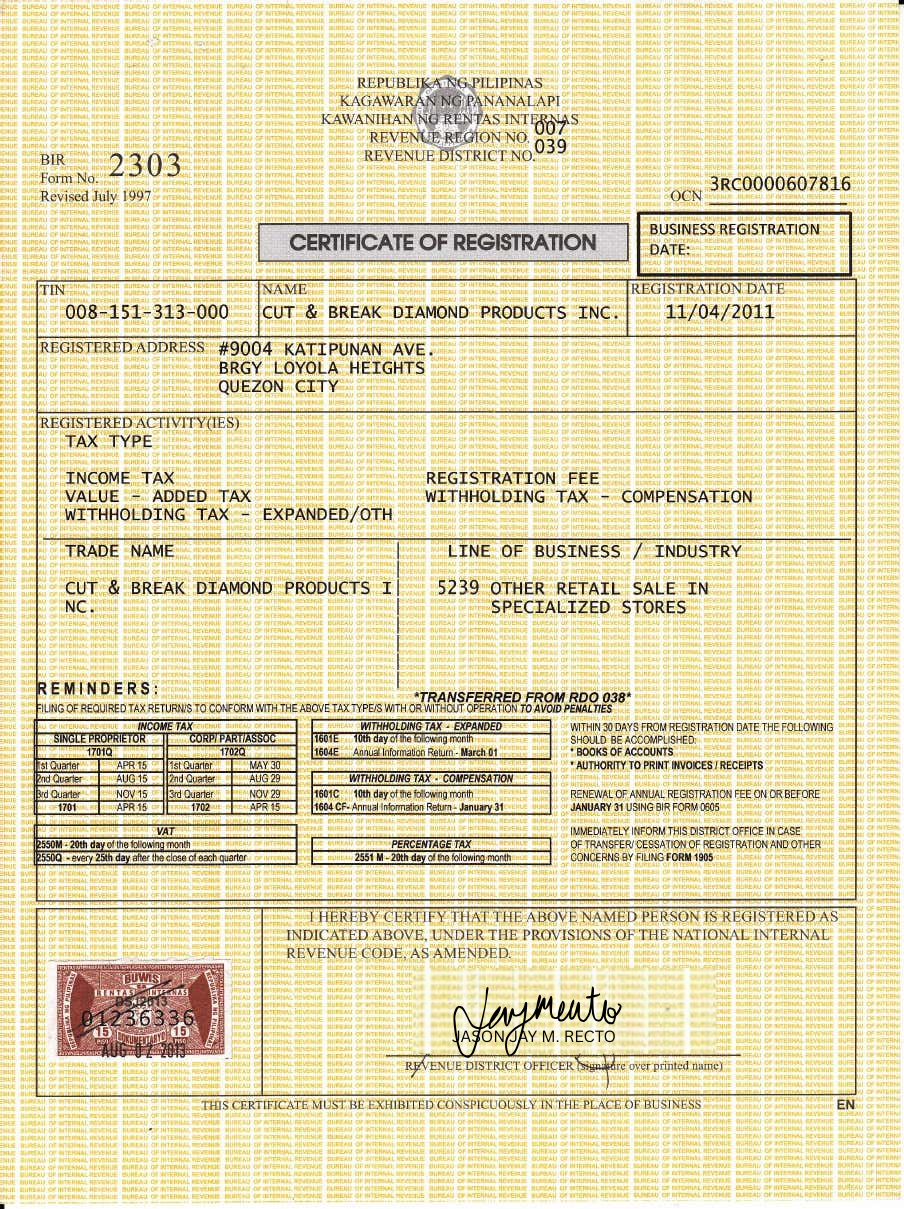 REPUBLIKA NG PILIPINAS
KAGAWARAN NG PANANALAPI
KAWANIHAN NG RENTAS INTERNAS
REVENUE REGION NO. 007
REVENUE DISTRICT NO. 039
BIR
Form No. 2303
Revised July 1997
OCN 3RC0000607816
CERTIFICATE OF REGISTRATION
BUSINESS REGISTRATION
DATE:
TIN
008-151-313-000
NAME
CUT & BREAK DIAMOND PRODUCTS INC.
REGISTRATION DATE
11/04/2011
REGISTERED ADDRESS #9004 KATIPUNAN AVE.
BRGY LOYOLA HEIGHTS
QUEZON CITY
REGISTERED ACTIVITY(IES)
TAX TYPE
INCOME TAX REGISTRATION FEE
VALUE - ADDED TAX WITHHOLDING TAX - COMPENSATION
WITHHOLDING TAX - EXPANDED/OTH
TRADE NAME LINE OF BUSINESS / INDUSTRY
CUT & BREAK DIAMOND PRODUCTS I 5239 OTHER RETAIL SALE IN
NC. SPECIALIZED STORES
REMINDERS:
*TRANSFERRED FROM RDO 038*
FILING OF REQUIRED TAX RETURN/S TO CONFORM WITH THE ABOVE TAX TYPE/S WITH OR WITHOUT OPERATION TO AVOID PENALTIES
INCOME TAX
SINGLE PROPRIETOR CORP/ PART/ASSOC
1701Q 1702Q
1st Quarter APR 15 1st Quarter MAY 30
2nd Quarter AUG 15 2nd Quarter AUG 29
3rd Quarter NOV 15 3rd Quarter NOV 29
1701 APR 15 1702 APR 15
VAT
2550M - 20th day of the following month
2550Q - every 25th day after the close of each quarter
WITHHOLDING TAX - EXPANDED
1601E 10th day of the following month
1604E Annual Information Return - March 01
WITHHOLDING TAX - COMPENSATION
1601C 10th day of the following month
1604 CF- Annual Information Return - January 31
PERCENTAGE TAX
2551 M - 20th day of the following month
WITHIN 30 DAYS FROM REGISTRATION DATE THE FOLLOWING
SHOULD BE ACCOMPLISHED:
* BOOKS OF ACCOUNTS
* AUTHORITY TO PRINT INVOICES / RECEIPTS
RENEWAL OF ANNUAL REGISTRATION FEE ON OR BEFORE
JANUARY 31 USING BIR FORM 0605
IMMEDIATELY INFORM THIS DISTRICT OFFICE IN CASE
OF TRANSFER/ CESSATION OF REGISTRATION AND OTHER
CONCERNS BY FILING FORM 1905
I HEREBY CERTIFY THAT THE ABOVE NAMED PERSON IS REGISTERED AS
INDICATED ABOVE, UNDER THE PROVISIONS OF THE NATIONAL INTERNAL
REVENUE CODE, AS AMENDED.
BUWIS
SA
RENTAS INTERNAS
01236336
15 15
AUG 02 2013
JASON JAY M. RECTO
REVENUE DISTRICT OFFICER (signature over printed name)
THIS CERTIFICATE MUST BE EXHIBITED CONSPICUOUSLY IN THE PLACE OF BUSINESS
EN